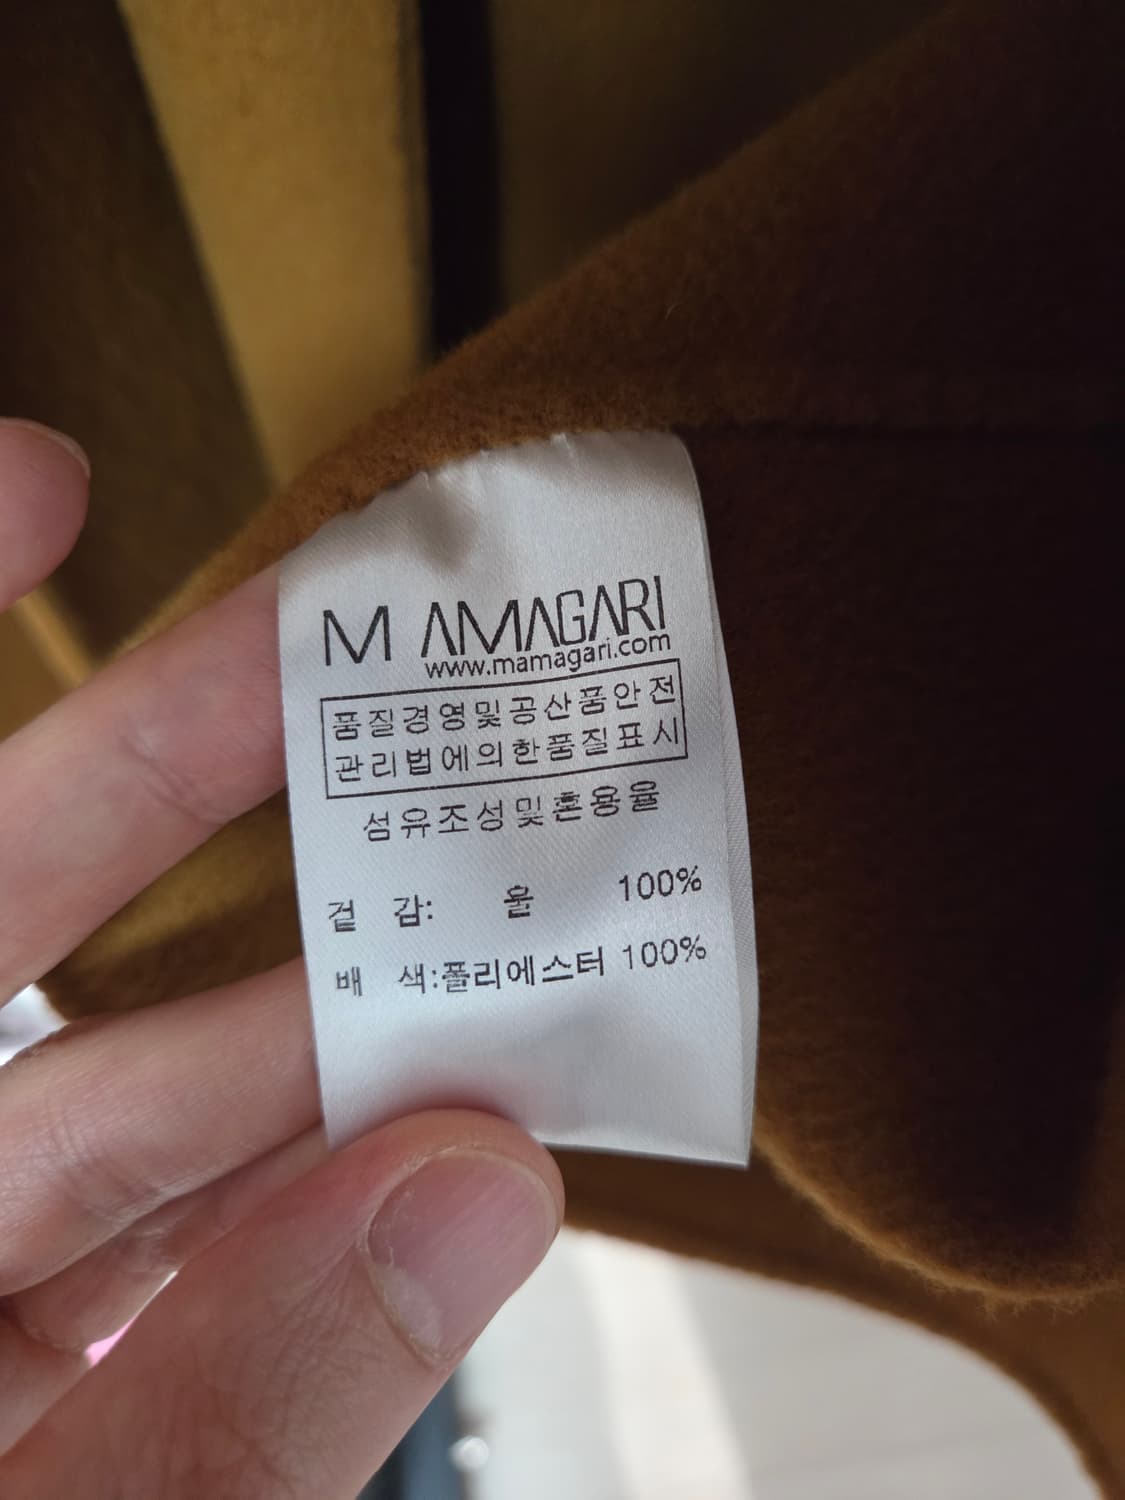 M AMAGARI
www.mamagari.com
품질경영및공산품안전
관리법에의한품질표시
섬유조성및혼용율
겉 감: 울 100%
배 색:폴리에스터 100%